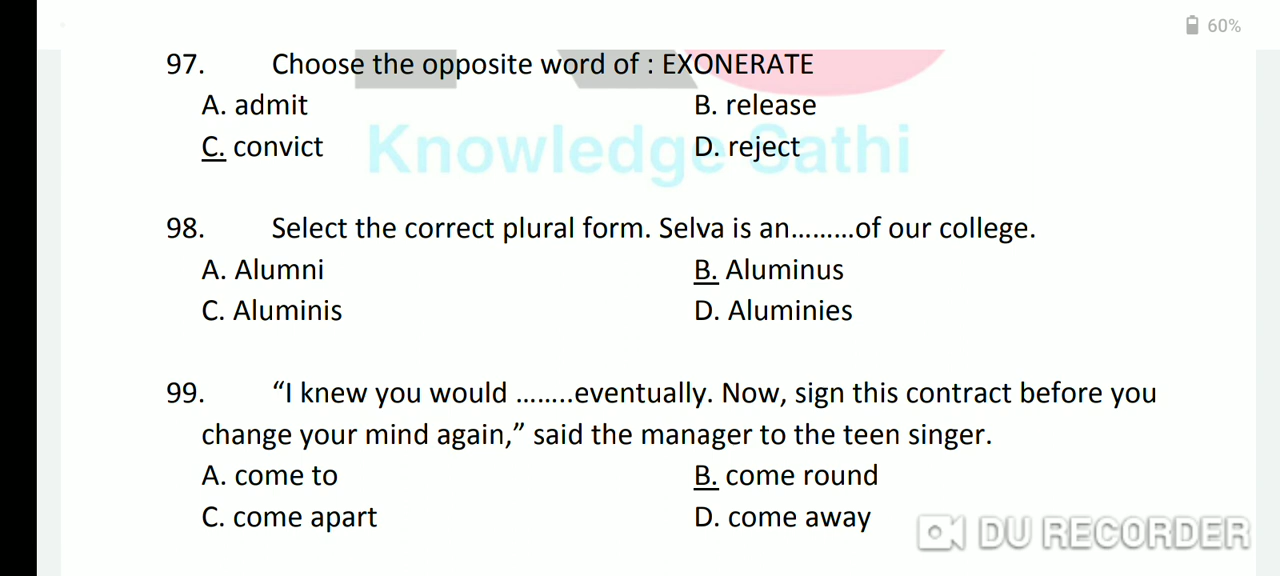 60%
97. Choose the opposite word of : EXONERATE
A. admit B. release
C. convict D. reject
Knowledge Sathi
98. Select the correct plural form. Selva is an.........of our college.
A. Alumni B. Aluminus
C. Aluminis D. Aluminies
99. “I knew you would ........eventually. Now, sign this contract before you
change your mind again,” said the manager to the teen singer.
A. come to B. come round
C. come apart D. come away
DU RECORDER